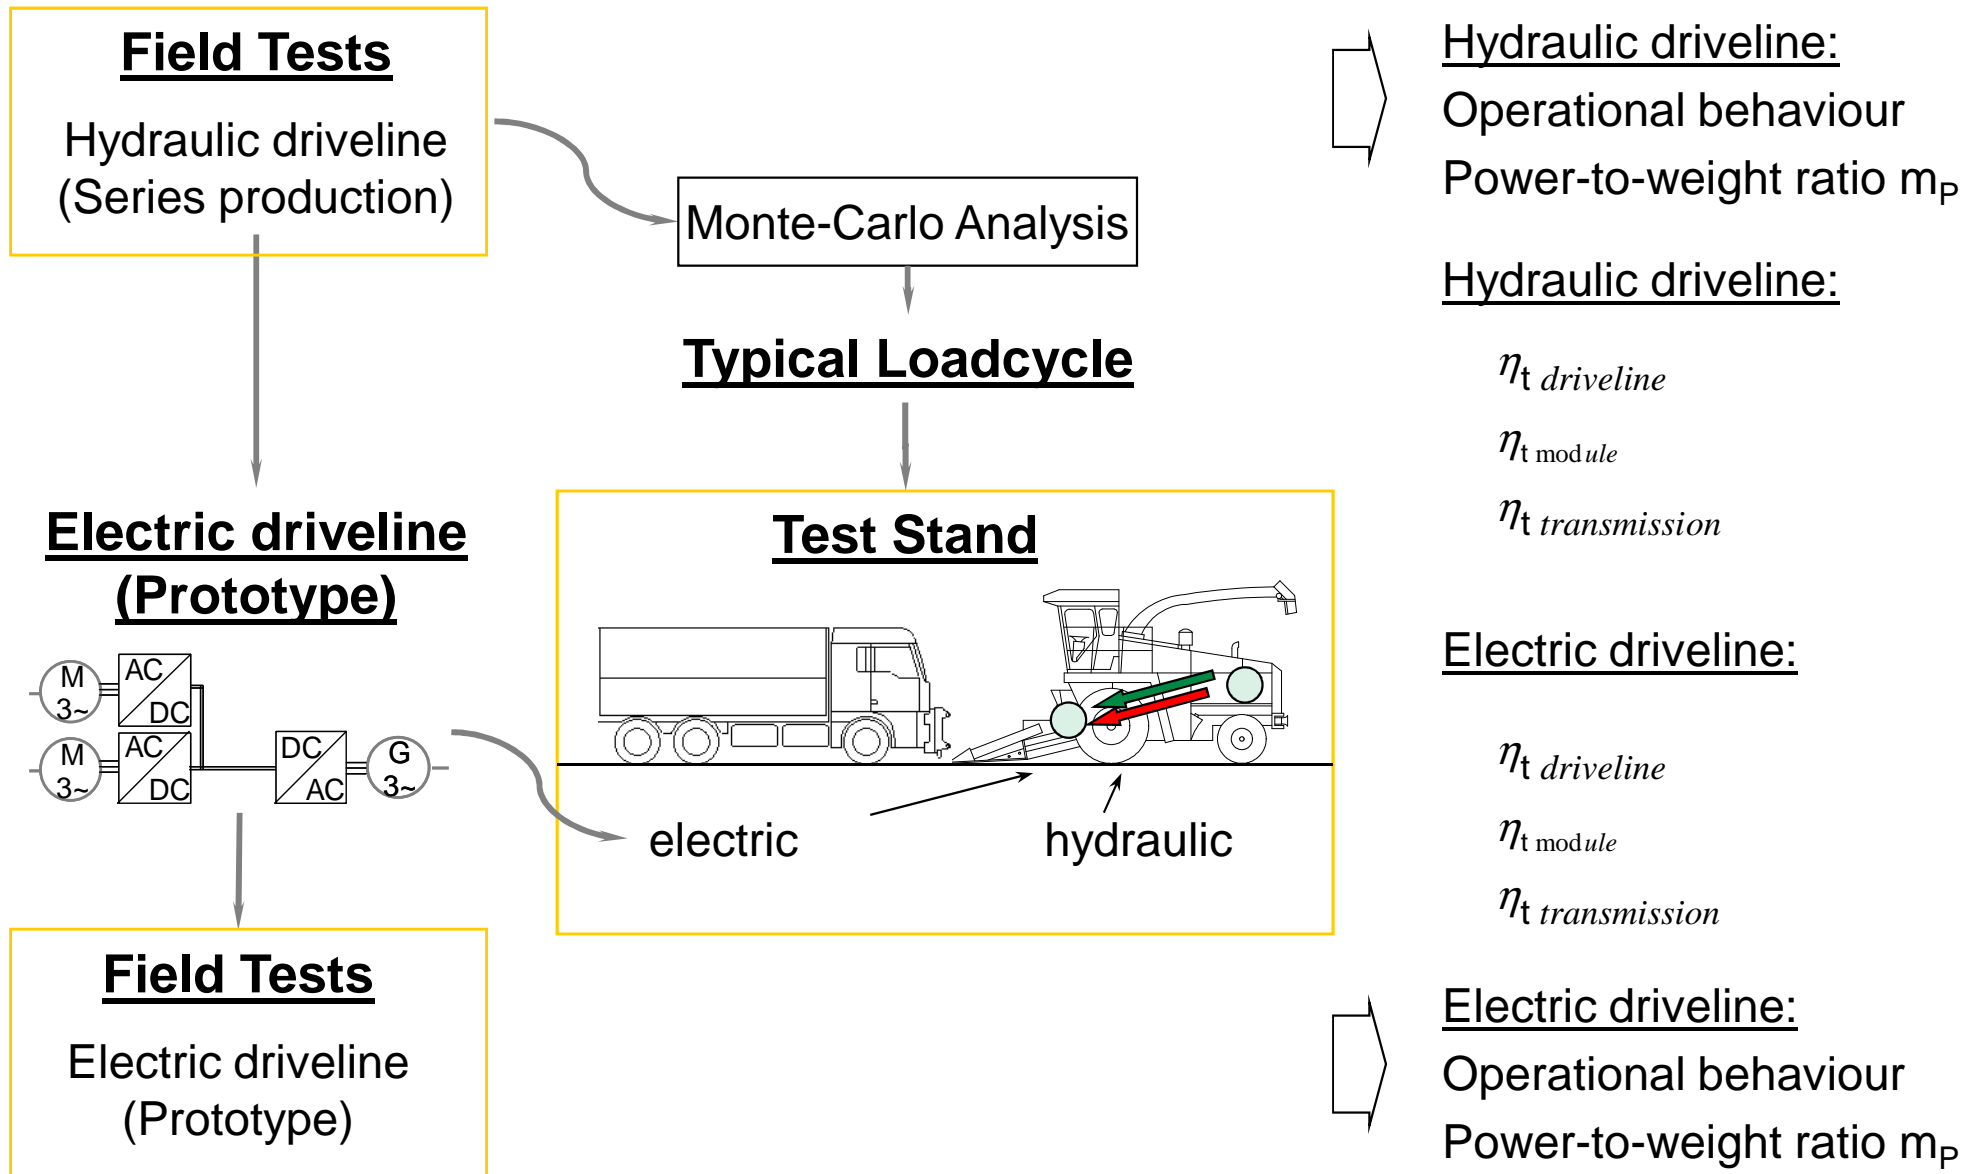 Field Tests
Hydraulic driveline
(Series production)
Monte-Carlo Analysis
Typical Loadcycle
Electric driveline
(Prototype)
M
3~
AC
DC
M
3~
AC
DC
DC
AC
G
3~
Test Stand
electric
hydraulic
Field Tests
Electric driveline
(Prototype)
Hydraulic driveline:
Operational behaviour
Power-to-weight ratio mP
Hydraulic driveline:
ηt driveline
ηt module
ηt transmission
Electric driveline:
ηt driveline
ηt module
ηt transmission
Electric driveline:
Operational behaviour
Power-to-weight ratio mP